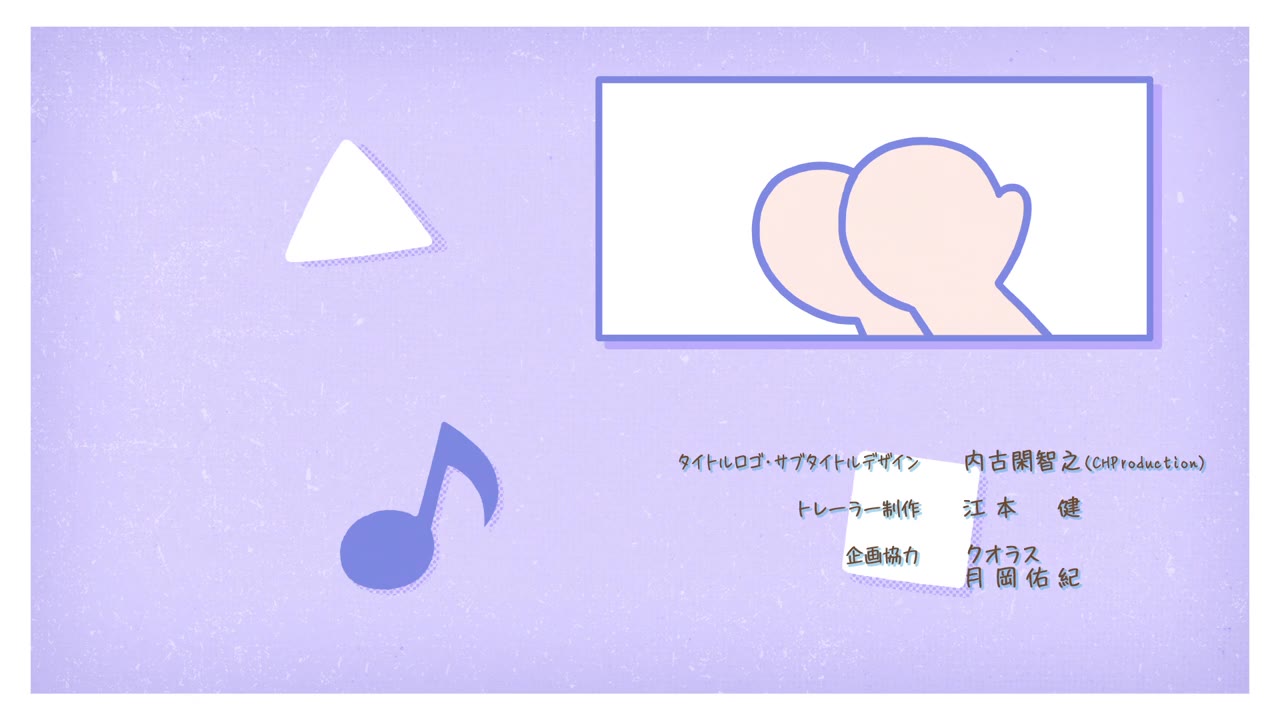 タイトルロゴ・サブタイトルデザイン 内古閑智之(CHProduction)
トレーラー制作 江本 健
企画協力 クオラス
月岡佑紀